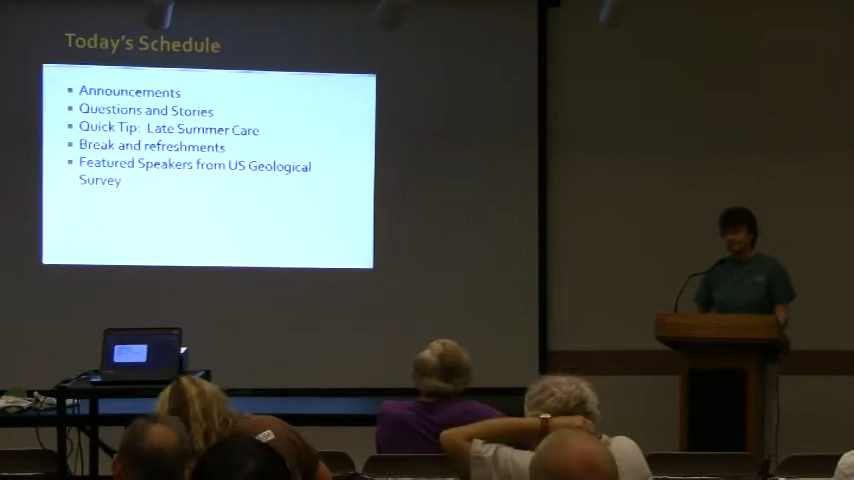 Today's Schedule
Announcements
Questions and Stories
Quick Tip: Late Summer Care
Break and refreshments
Featured Speakers from US Geological
Survey